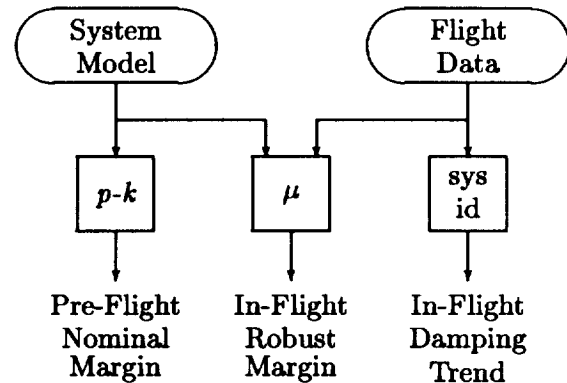 System
Model
Flight
Data
p-k
μ
sys
id
Pre-Flight
Nominal
Margin
In-Flight
Robust
Margin
In-Flight
Damping
Trend